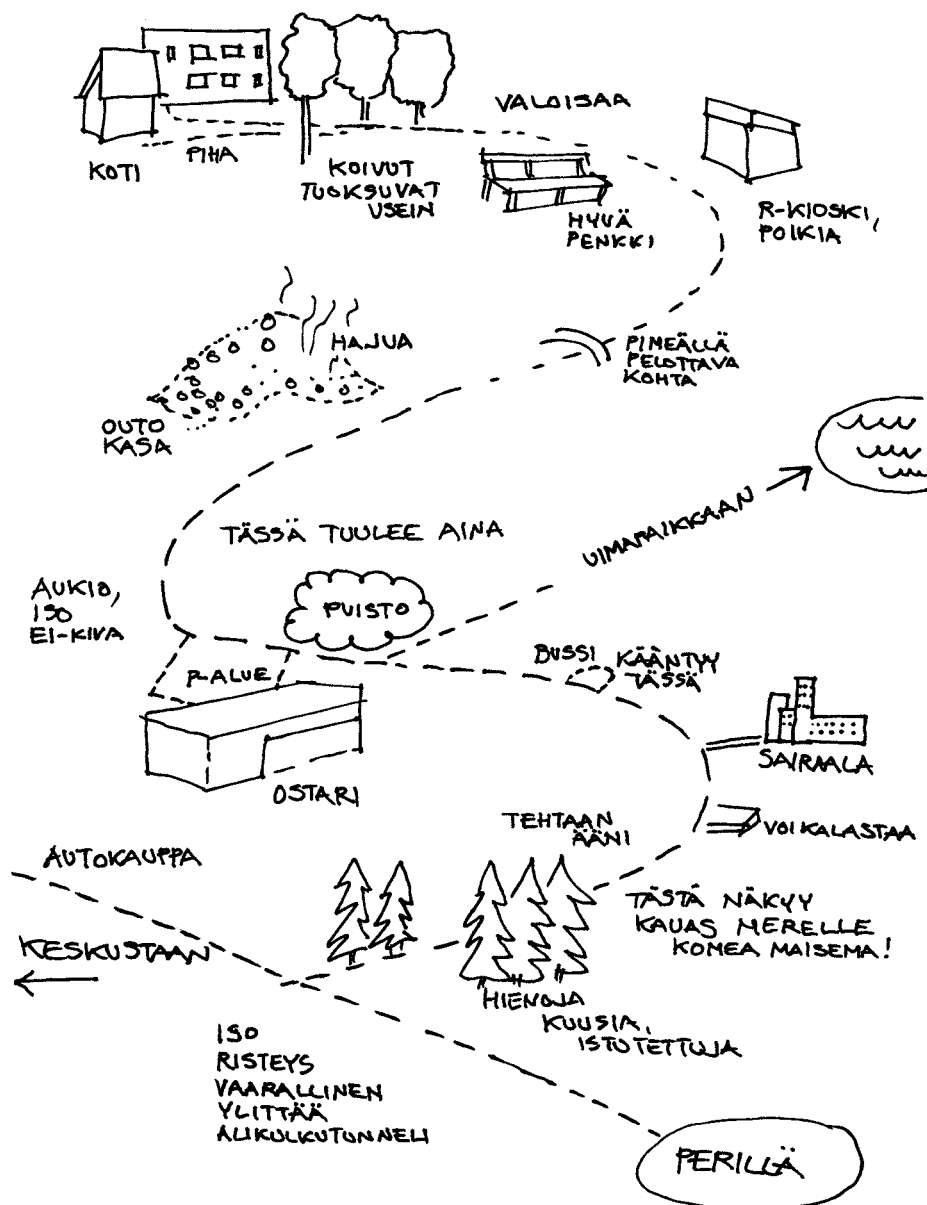 VALOISAA
KOTI
PIHA
KOIVUT
TUOKSUVAT
USEIN
HYVÄ
PENKKI
R-KIOSKI,
POIKIA
HAJUA
PIMEÄLLÄ
PELOTTAVA
KOHTA
OUTO
KASA
UIMAPAIKKAAN
TÄSSÄ TUULEE AINA
AUKIO,
ISO
EI-KIVA
PUISTO
P-ALUE
BUSSI KÄÄNTYY
TÄSSÄ
OSTARI
SAIRAALA
TEHTAAN
ÄÄNI
VOIKALASTAA
AUTOKAUPPA
TÄSTÄ NÄKYY
KAUAS MERELLE
KOMEA MAISEMA!
KESKUSTAAN
HIENOJA
KUUSIA,
ISTUTETTUJA
ISO
RISTEYS
VAARALLINEN
YLITTÄÄ
ALIKULKUTUNNELI
PERILLÄ